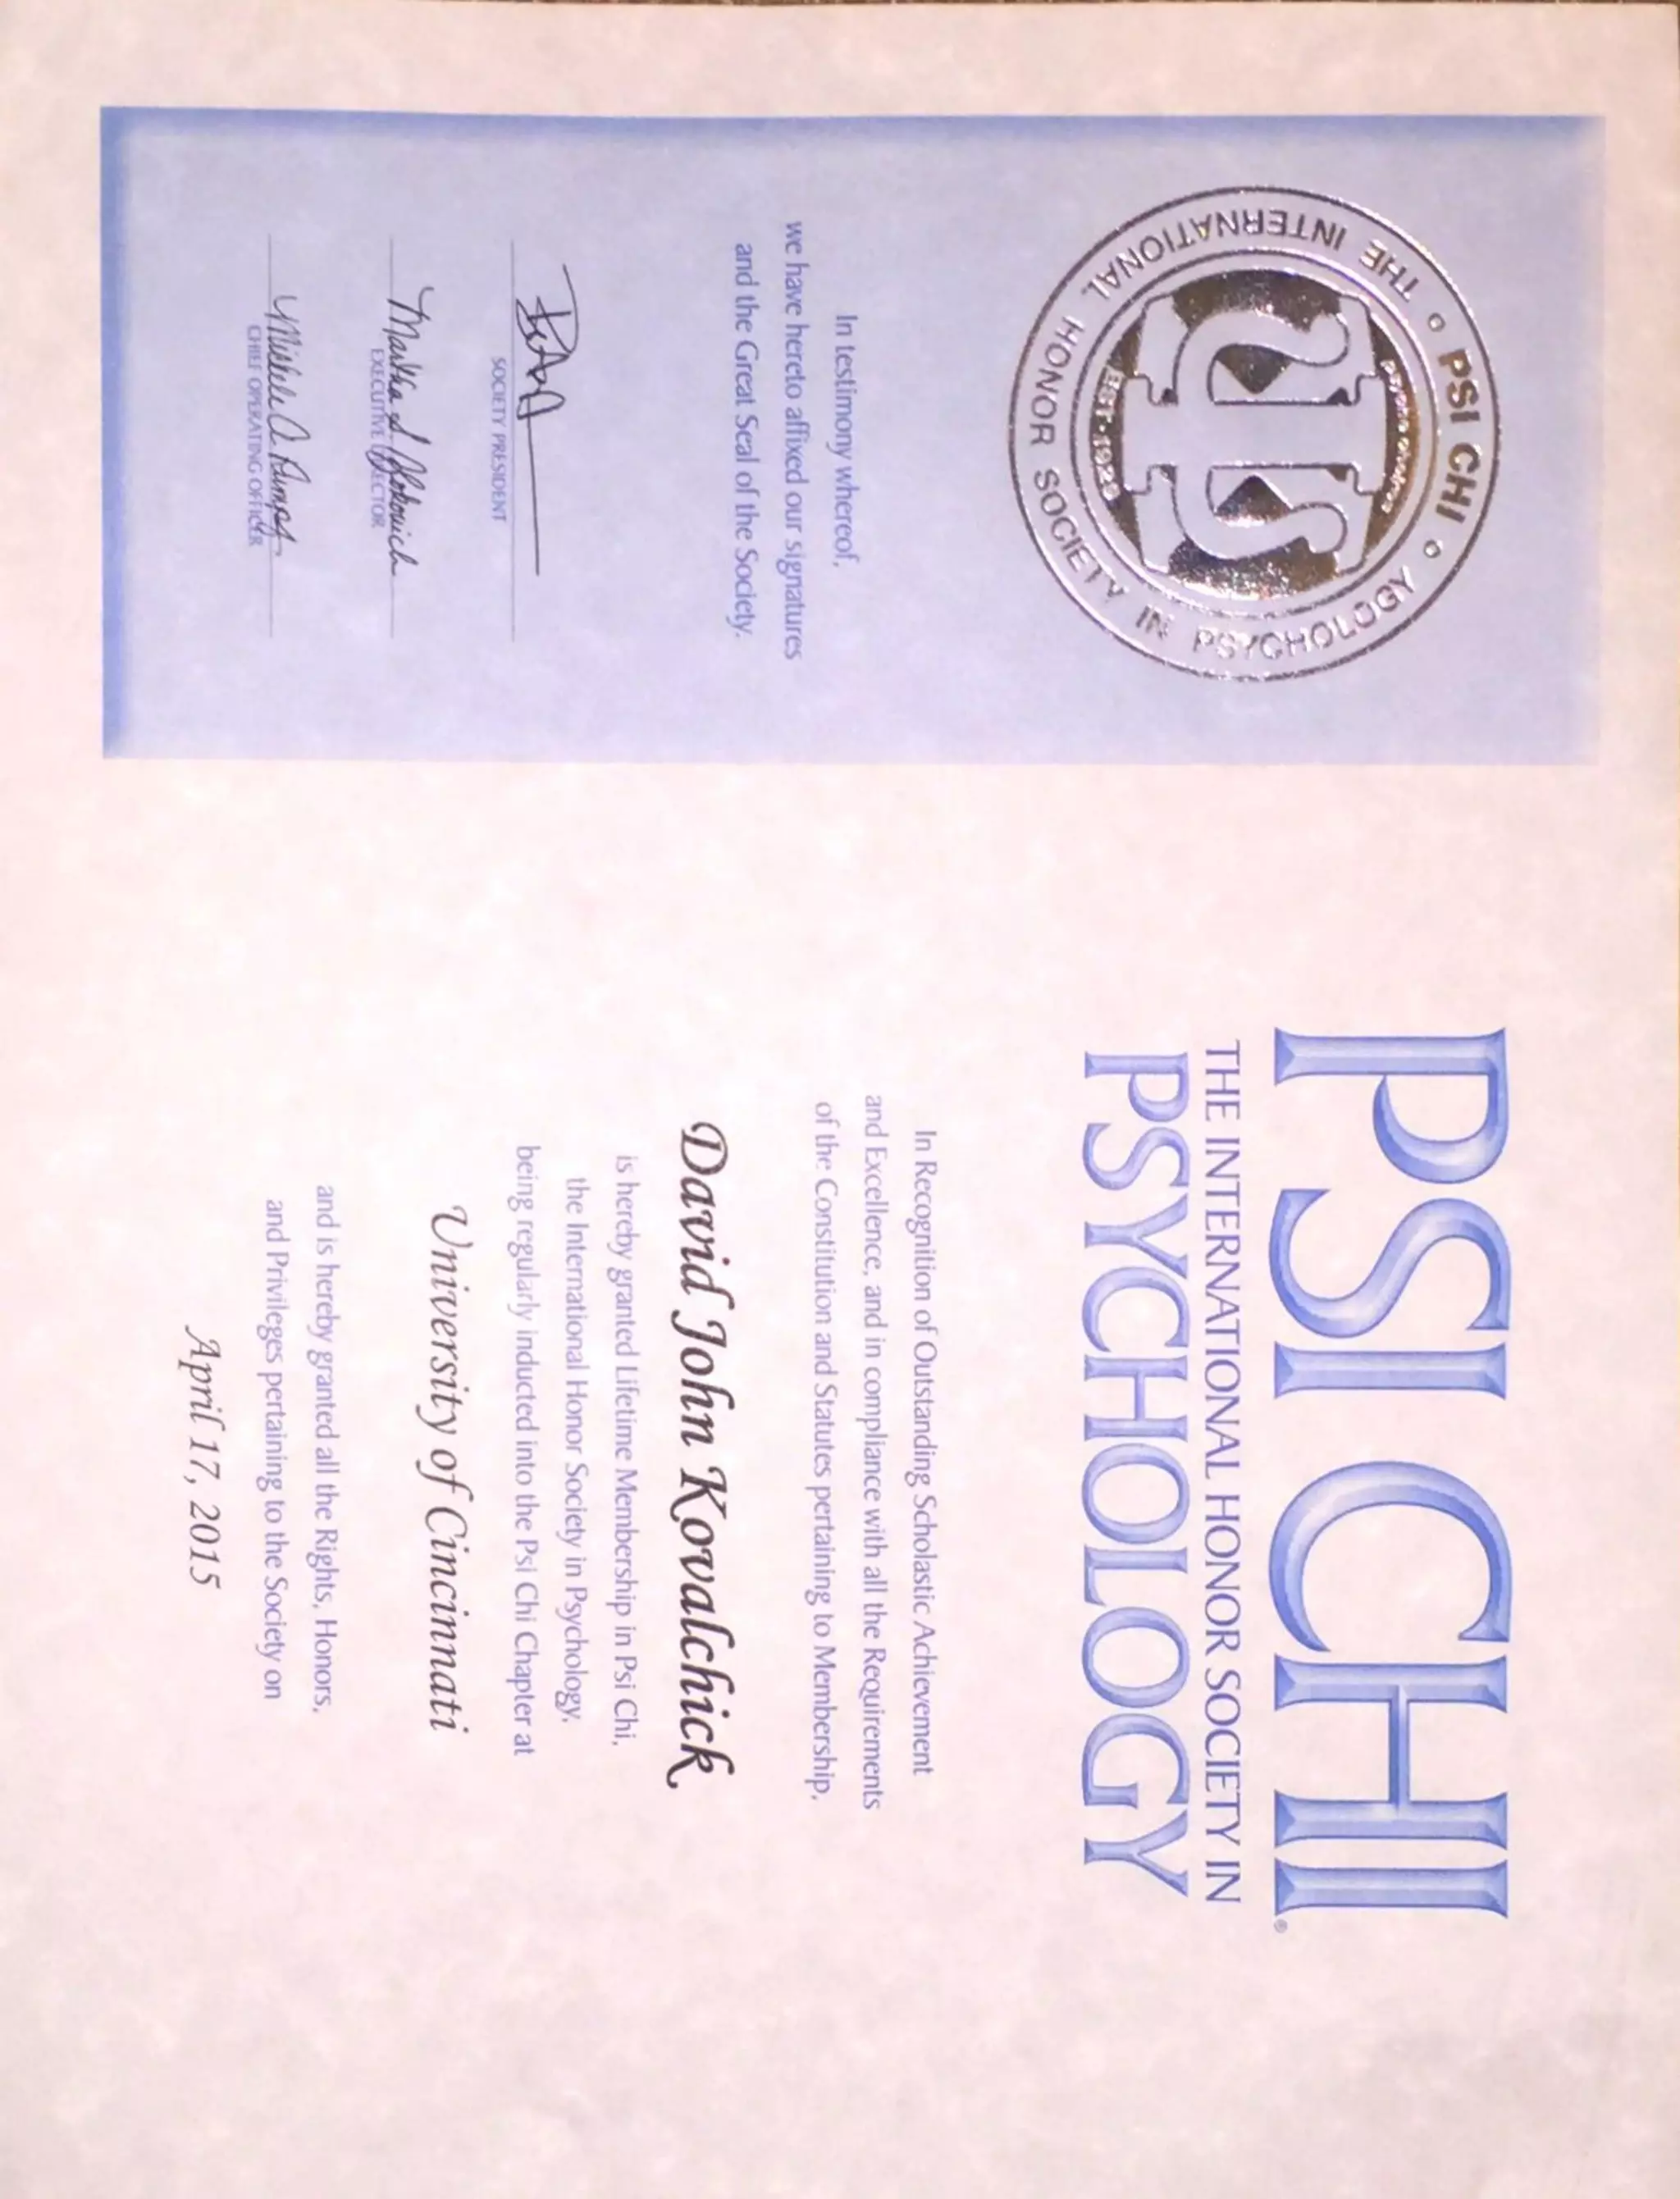 PSI CHI
THE INTERNATIONAL HONOR SOCIETY IN PSYCHOLOGY
EST·1929
In testimony whereof,
we have hereto affixed our signatures
and the Great Seal of the Society.
SOCIETY PRESIDENT
Martha S
EXECUTIVE DIRECTOR
CHIEF OPERATING OFFICER
PSI CHI®
THE INTERNATIONAL HONOR SOCIETY IN
PSYCHOLOGY
In Recognition of Outstanding Scholastic Achievement
and Excellence, and in compliance with all the Requirements
of the Constitution and Statutes pertaining to Membership,
David John Kovalchick
is hereby granted Lifetime Membership in Psi Chi,
the International Honor Society in Psychology,
being regularly inducted into the Psi Chi Chapter at
University of Cincinnati
and is hereby granted all the Rights, Honors,
and Privileges pertaining to the Society on
April 17, 2015